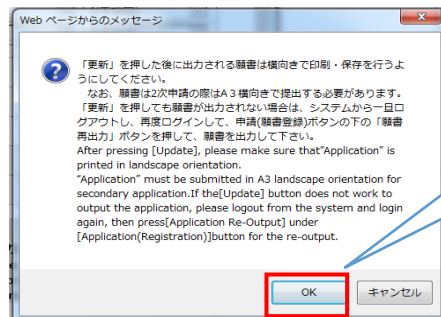 Web ページからのメッセージ
「更新」を押した後に出力される願書は横向きで印刷・保存を行うよ
うにしてください。
なお、願書は2次申請の際はA３横向きで提出する必要があります。
「更新」を押しても願書が出力されない場合は、システムから一旦ロ
グアウトし、再度ログインして、申請(願書登録)ボタンの下の「願書
再出力」ボタンを押して、願書を出力して下さい。
After pressing [Update], please make sure that"Application" is
printed in landscape orientation.
"Application" must be submitted in A3 landscape orientation for
secondary application.If the[Update] button does not work to
output the application, please logout from the system and login
again, then press[Application Re-Output] under
[Application(Registration)]button for the re-output.
OK
キャンセル